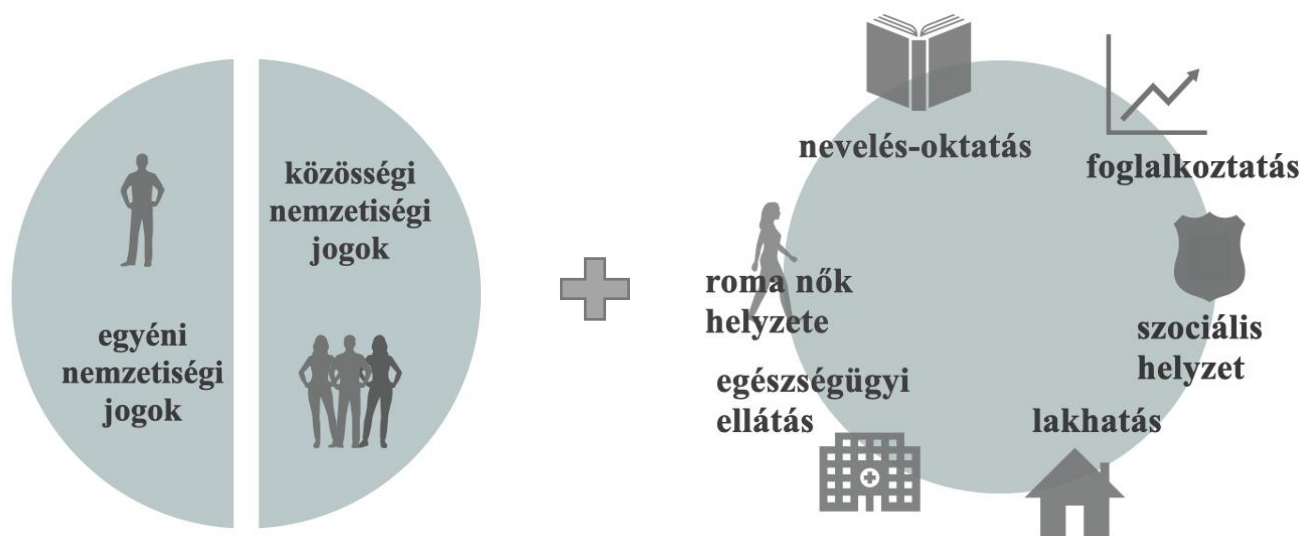 egyéni
nemzetiségi
jogok
közösségi
nemzetiségi
jogok
nevelés-oktatás
foglalkoztatás
szociális
helyzet
lakhatás
egészségügyi
ellátás
roma nők
helyzete